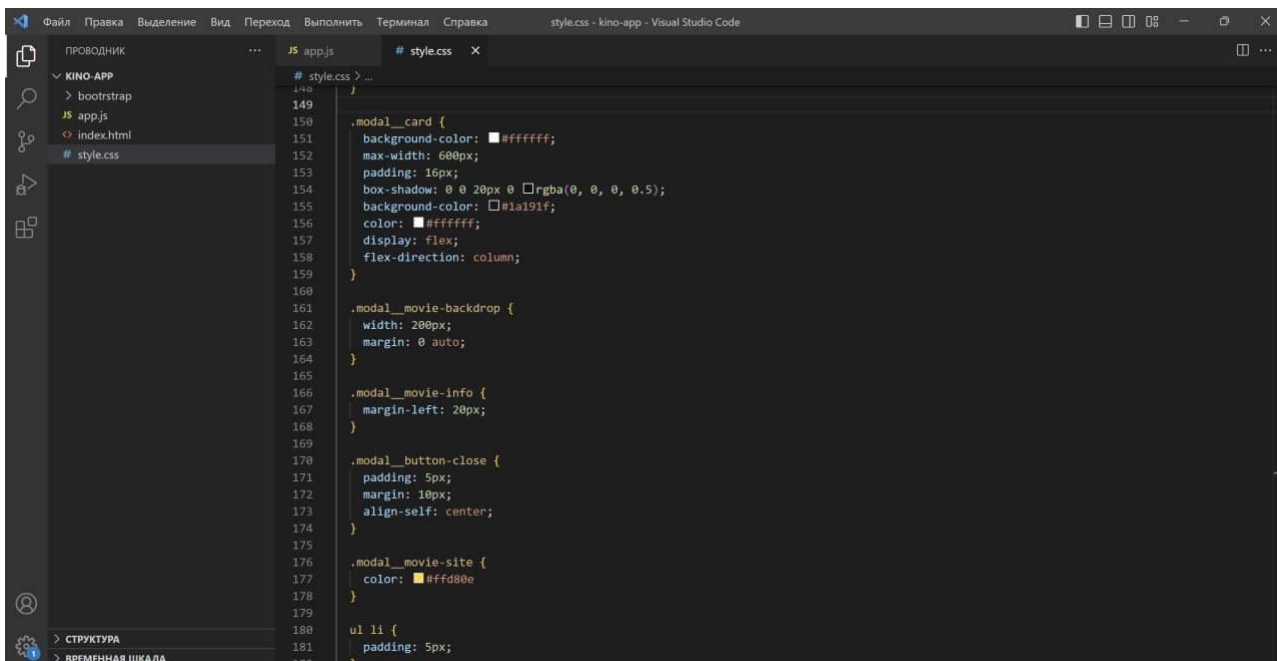 Файл Правка Выделение Вид Переход Выполнить Терминал Справка style.css - kino-app - Visual Studio Code
ПРОВОДНИК ··· JS app.js # style.css ×
KINO-APP
# style.css > ...
> bootrstrap
JS app.js
<> index.html
# style.css
148 }
149
150 .modal__card {
151 background-color: #ffffff;
152 max-width: 600px;
153 padding: 16px;
154 box-shadow: 0 0 20px 0 rgba(0, 0, 0, 0.5);
155 background-color: #1a191f;
156 color: #ffffff;
157 display: flex;
158 flex-direction: column;
159 }
160
161 .modal__movie-backdrop {
162 width: 200px;
163 margin: 0 auto;
164 }
165
166 .modal__movie-info {
167 margin-left: 20px;
168 }
169
170 .modal__button-close {
171 padding: 5px;
172 margin: 10px;
173 align-self: center;
174 }
175
176 .modal__movie-site {
177 color: #ffd80e
178 }
179
180 ul li {
181 padding: 5px;
> СТРУКТУРА
> ВРЕМЕННАЯ ШКАЛА
1